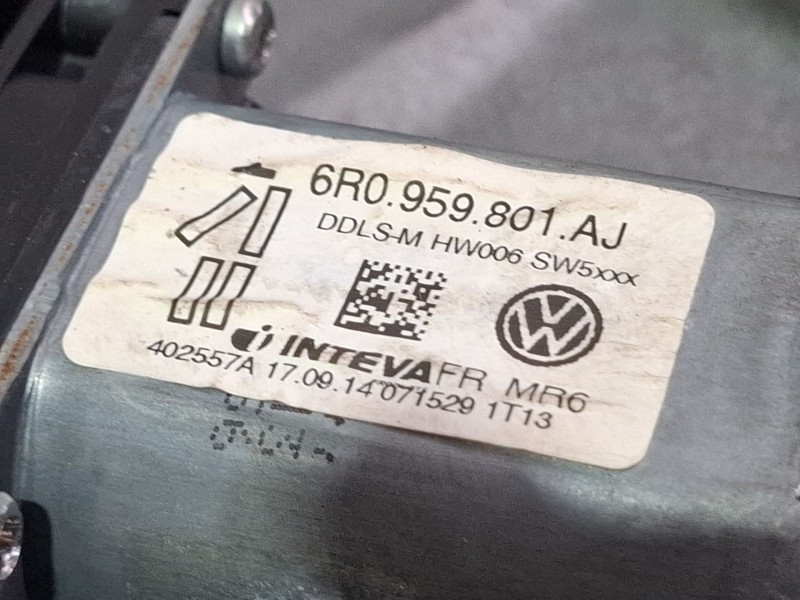 6R0.959.801.AJ
DDLS-M HW006 SW5xxx
INTEVA FR MR6
402557A 17.09.14 071529 1T13